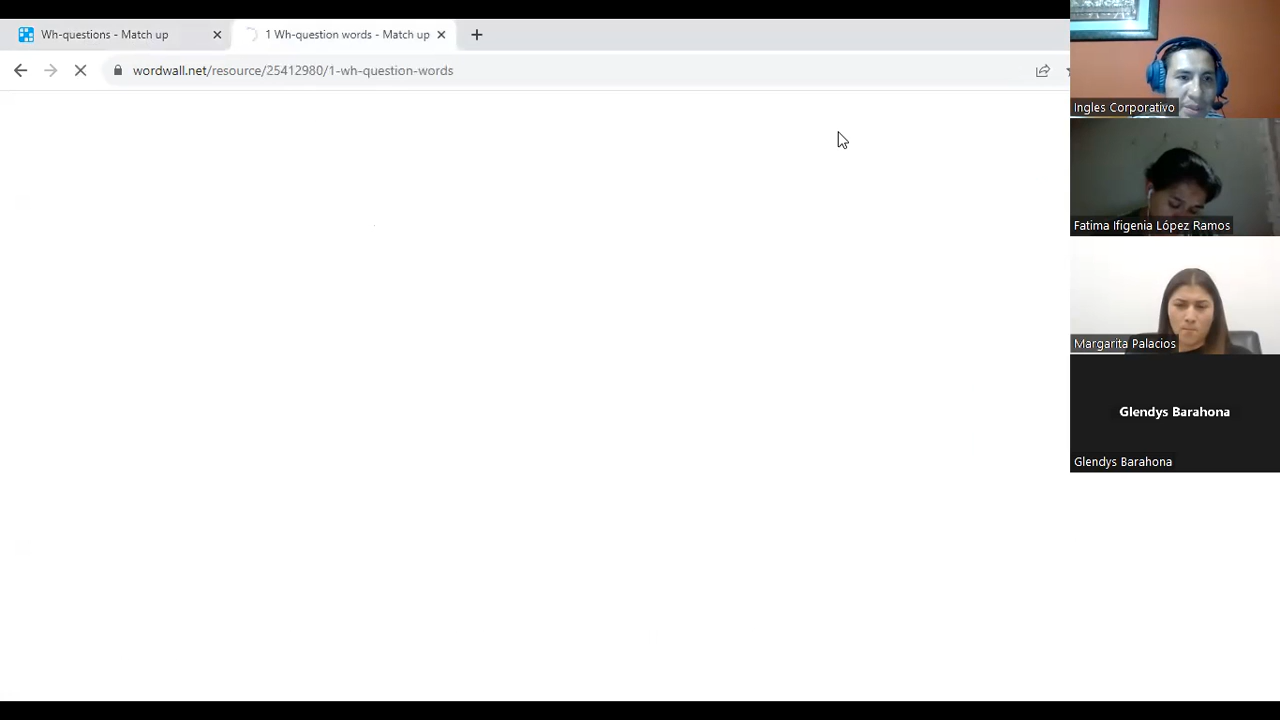 Wh-questions - Match up
1 Wh-question words - Match up
wordwall.net/resource/25412980/1-wh-question-words
Ingles Corporativo
Fatima Ifigenia López Ramos
Margarita Palacios
Glendys Barahona
Glendys Barahona